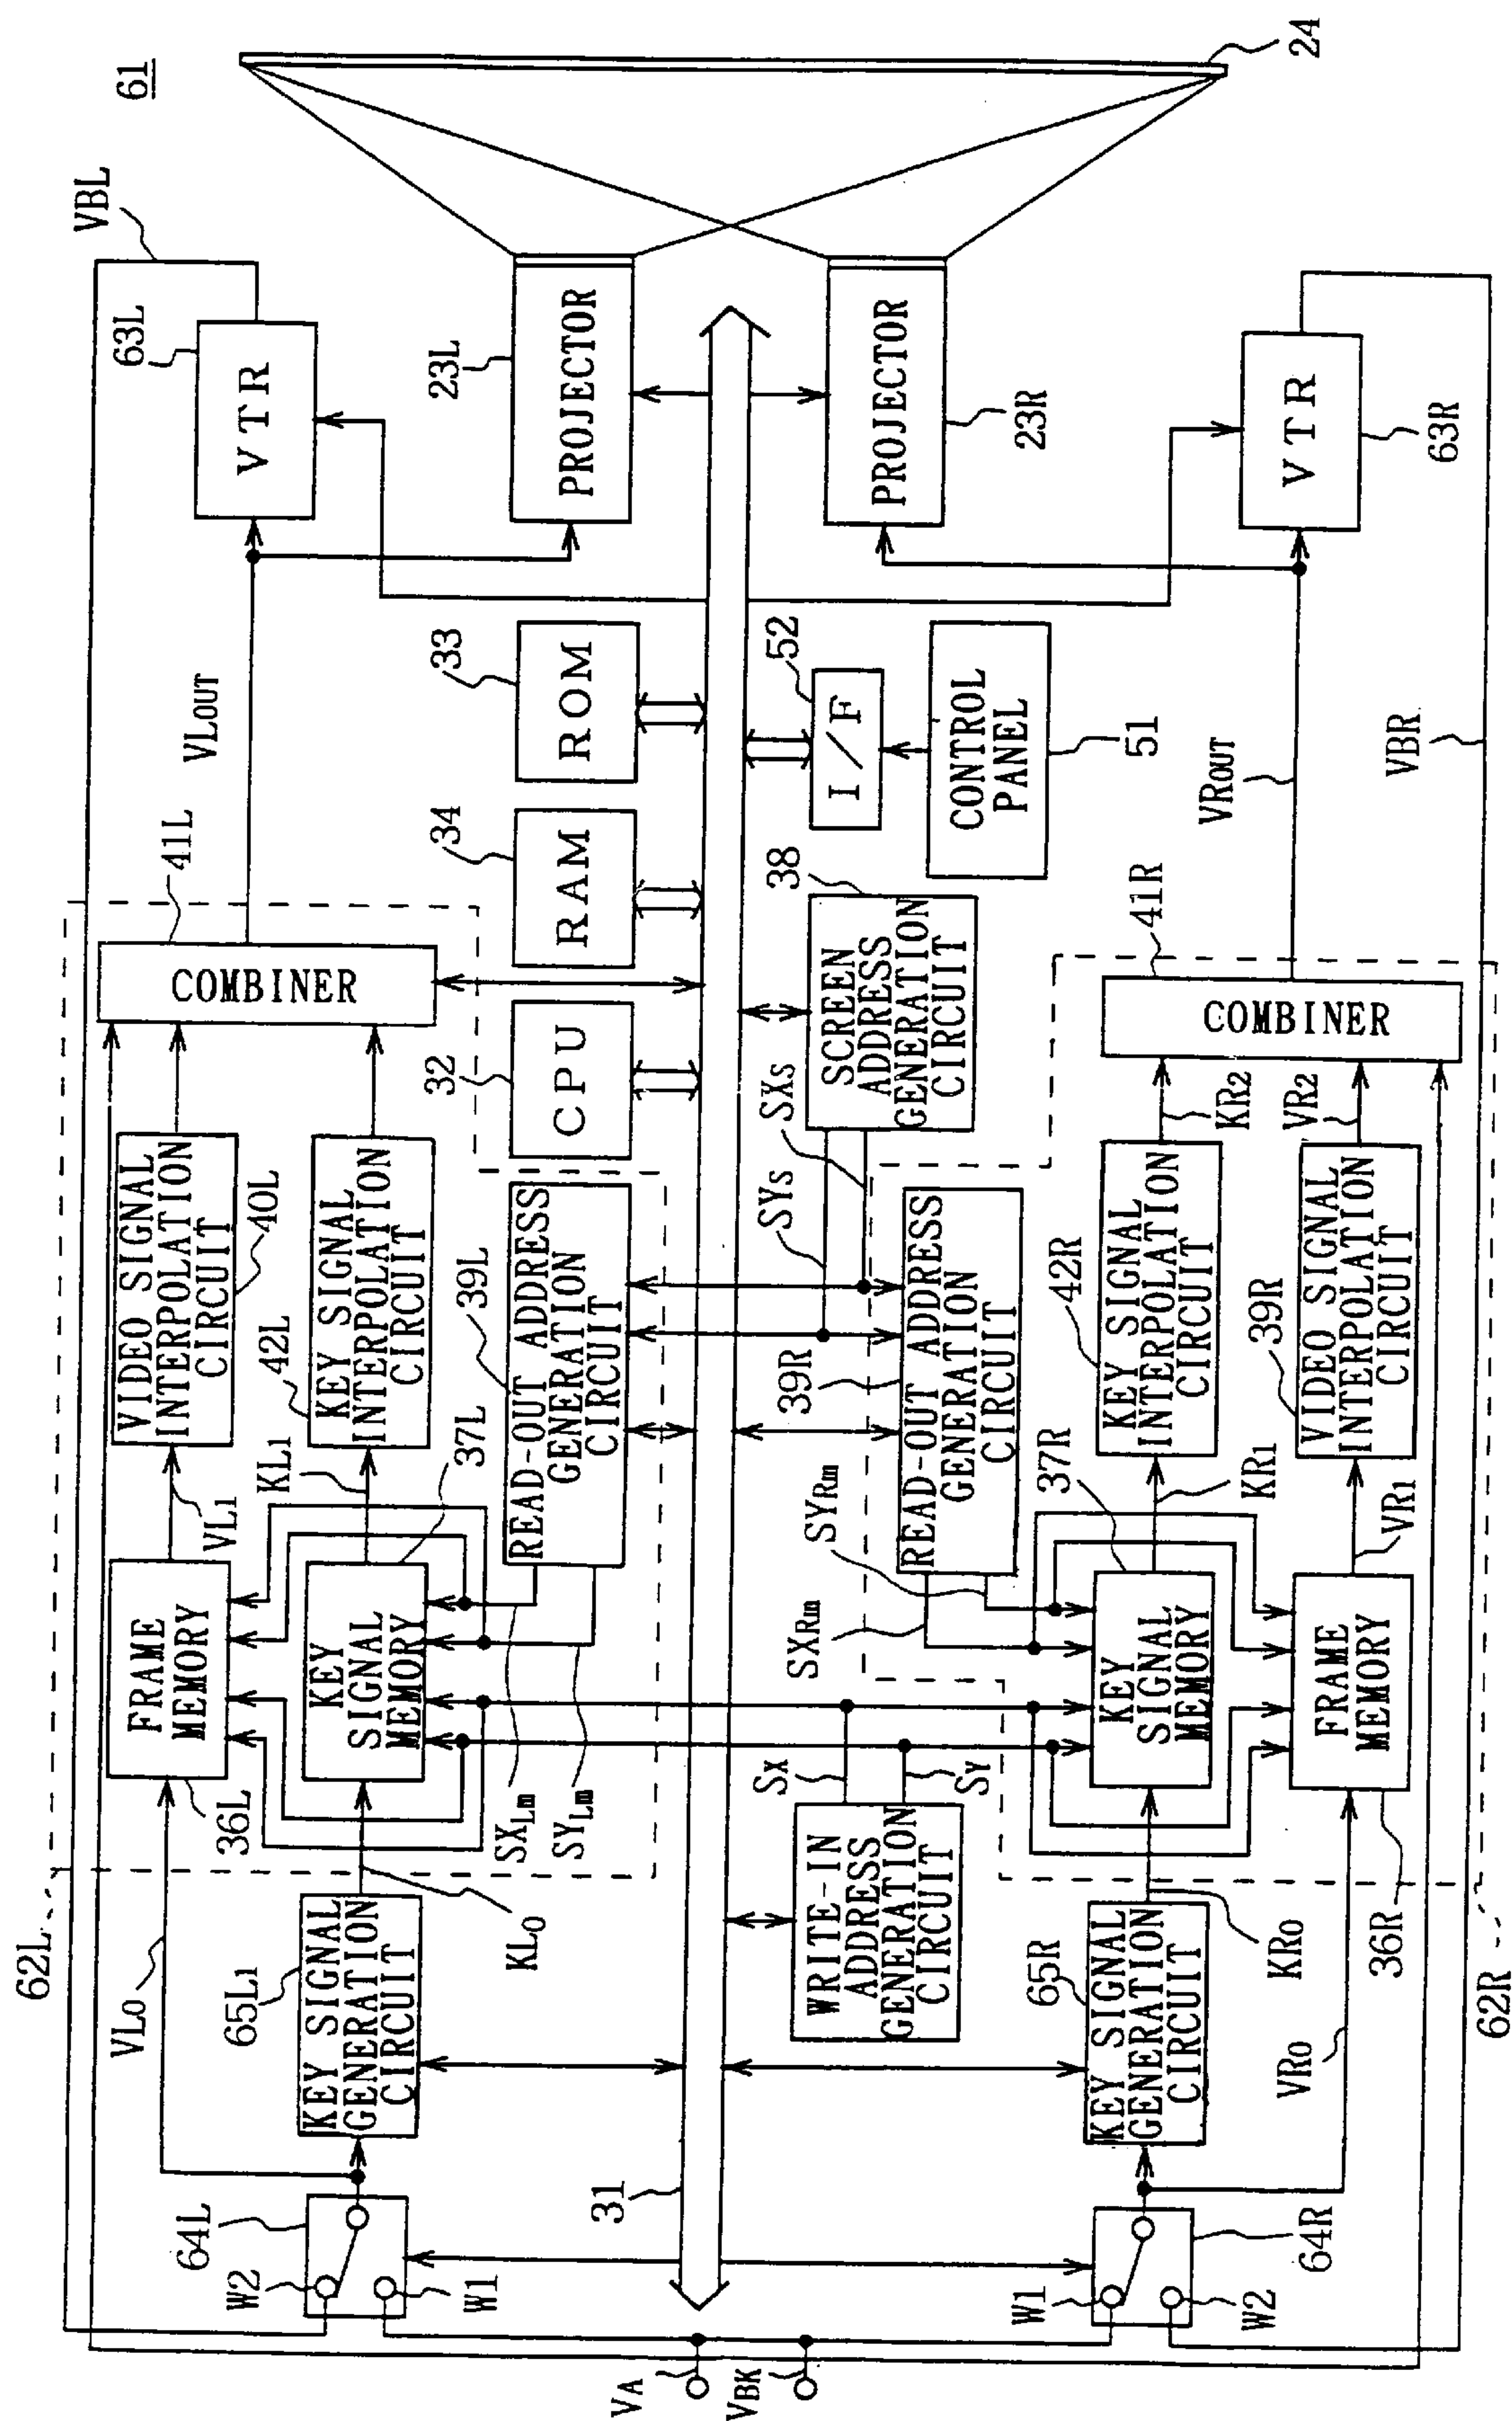 61
24
VBL
63L
VTR
23L
PROJECTOR
PROJECTOR
23R
VTR
63R
VLOUT
33
ROM
34
RAM
32
CPU
52
I/F
CONTROL
PANEL
51
VROUT
VBR
41L
COMBINER
38
SCREEN
ADDRESS
GENERATION
CIRCUIT
SXS
SYS
41R
COMBINER
VIDEO SIGNAL
INTERPOLATION
CIRCUIT
40L
42L
KEY SIGNAL
INTERPOLATION
CIRCUIT
39L
READ-OUT ADDRESS
GENERATION
CIRCUIT
39R
READ-OUT ADDRESS
GENERATION
CIRCUIT
42R
KEY SIGNAL
INTERPOLATION
CIRCUIT
KR2
VR2
39R
VIDEO SIGNAL
INTERPOLATION
CIRCUIT
VL1
KL1
37L
FRAME
MEMORY
36L
KEY
SIGNAL
MEMORY
SXLm
SYLm
SXRm
SYRm
37R
KEY
SIGNAL
MEMORY
KR1
VR1
FRAME
MEMORY
36R
62L
VL0
65L1
KEY SIGNAL
GENERATION
CIRCUIT
KL0
SX
SY
WRITE-IN
ADDRESS
GENERATION
CIRCUIT
65R
KEY SIGNAL
GENERATION
CIRCUIT
KR0
VR0
62R
64L
W2
W1
31
VA
VBK
W1
W2
64R